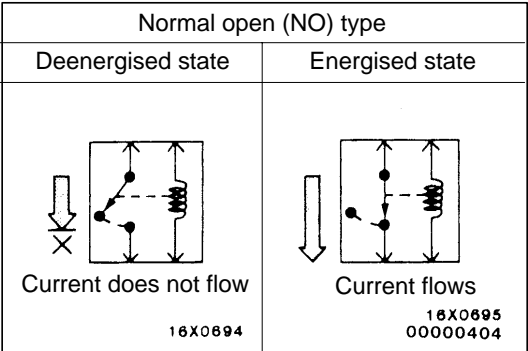 Normal open (NO) type
Deenergised state
Energised state
Current does not flow
Current flows
16X0694
16X0695
00000404